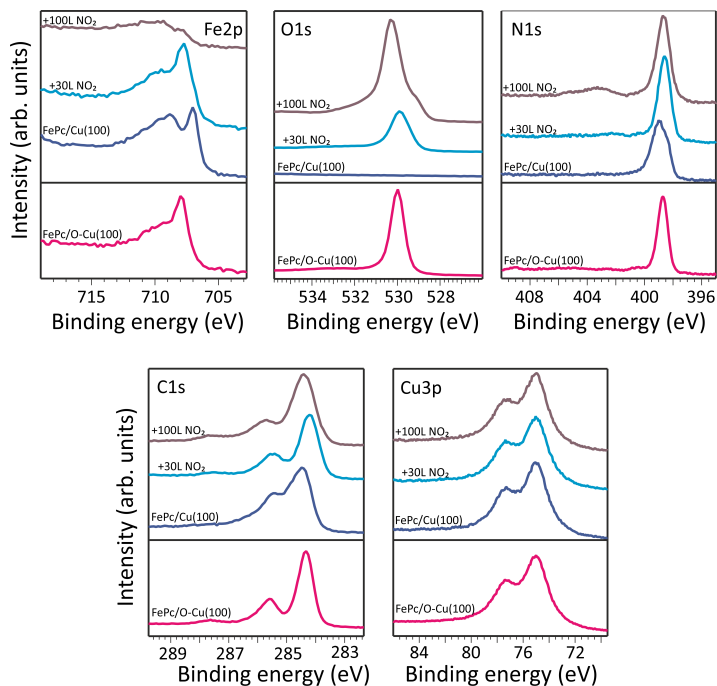 Intensity (arb. units)
Fe2p
+100L NO₂
+30L NO₂
FePc/Cu(100)
FePc/O-Cu(100)
715 710 705
Binding energy (eV)
O1s
+100L NO₂
+30L NO₂
FePc/Cu(100)
FePc/O-Cu(100)
534 530
Binding energy (eV)
N1s
+100L NO₂
+30L NO₂
FePc/Cu(100)
FePc/O-Cu(100)
408 404 399 395
Binding energy (eV)
Intensity (arb. units)
C1s
+100L NO₂
+30L NO₂
FePc/Cu(100)
FePc/O-Cu(100)
289 287 285 283
Binding energy (eV)
Cu3p
+100L NO₂
+30L NO₂
FePc/Cu(100)
FePc/O-Cu(100)
84 80 76 72
Binding energy (eV)